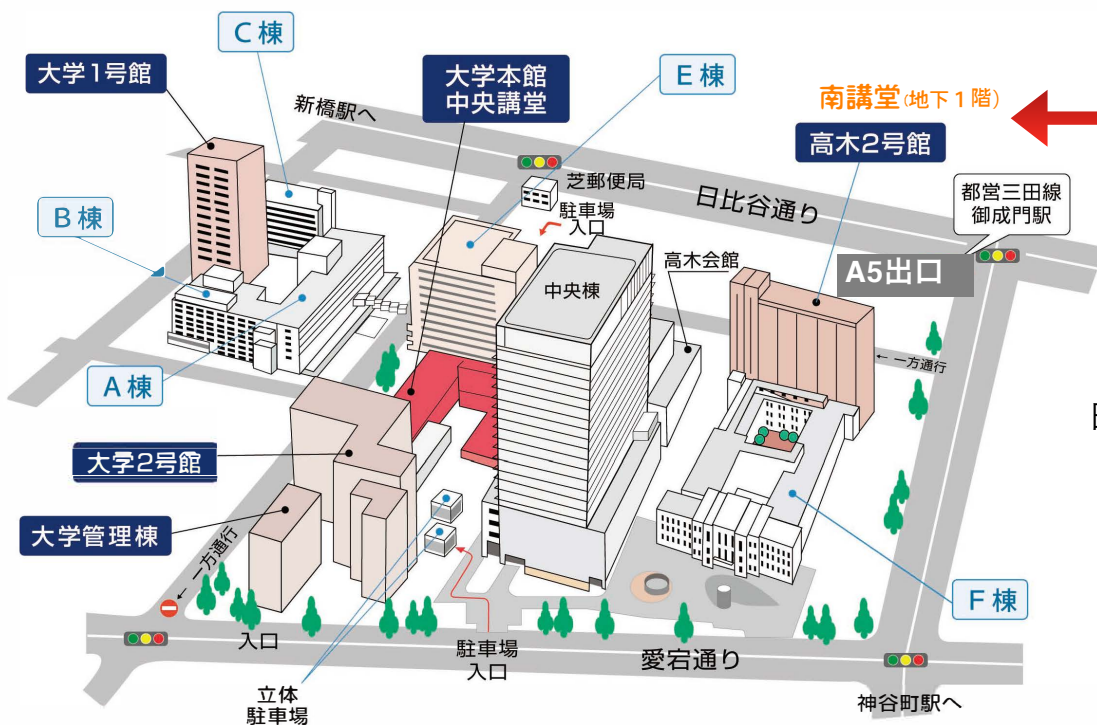 C棟
大学1号館
大学本館
中央講堂
E棟
南講堂(地下1階)
新橋駅へ
高木2号館
芝郵便局
日比谷通り
都営三田線
御成門駅
B棟
駐車場
入口
高木会館
A5出口
中央棟
一方通行
A棟
大学2号館
大学管理棟
一方通行
F棟
入口
駐車場
入口
愛宕通り
立体
駐車場
神谷町駅へ